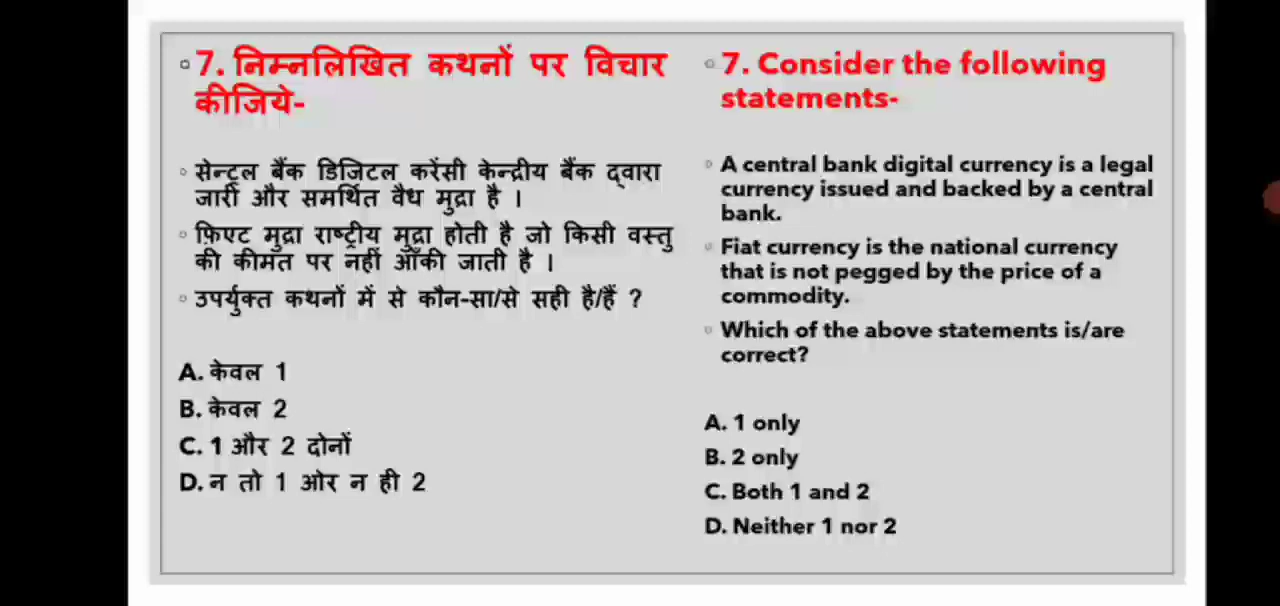 7. निम्नलिखित कथनों पर विचार
कीजिये-
सेन्ट्रल बैंक डिजिटल करेंसी केन्द्रीय बैंक द्वारा
जारी और समर्थित वैध मुद्रा है ।
फ़िएट मुद्रा राष्ट्रीय मुद्रा होती है जो किसी वस्तु
की कीमत पर नहीं आँकी जाती है ।
उपर्युक्त कथनों में से कौन-सा/से सही है/हैं ?
A. केवल 1
B. केवल 2
C. 1 और 2 दोनों
D. न तो 1 ओर न ही 2
7. Consider the following
statements-
A central bank digital currency is a legal
currency issued and backed by a central
bank.
Fiat currency is the national currency
that is not pegged by the price of a
commodity.
Which of the above statements is/are
correct?
A. 1 only
B. 2 only
C. Both 1 and 2
D. Neither 1 nor 2